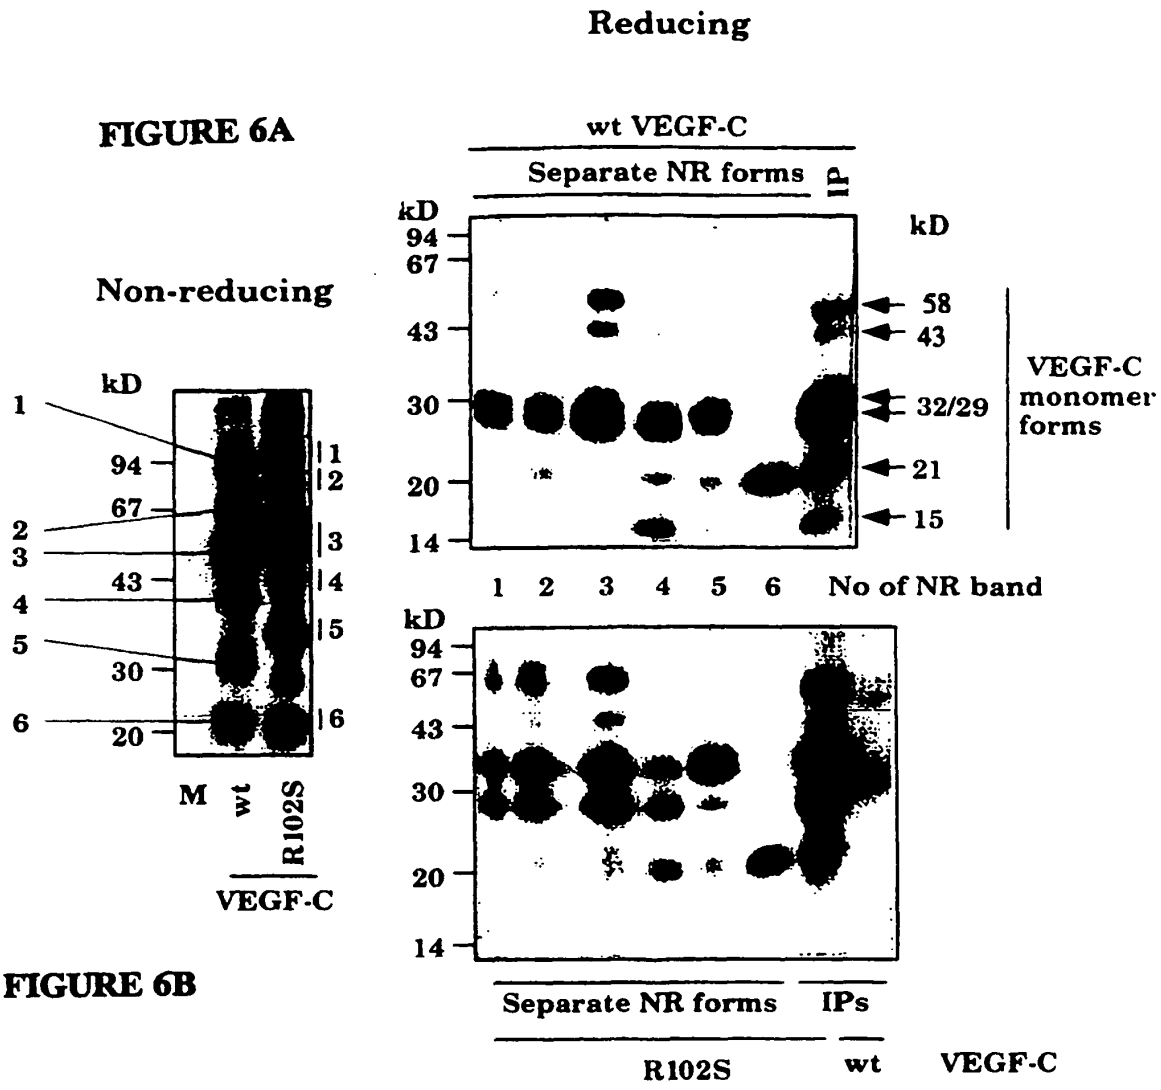 Reducing
FIGURE 6A
wt VEGF-C
Separate NR forms
IP
kD
94
67
43
30
20
14
kD
58
43
32/29
21
15
VEGF-C
monomer
forms
Non-reducing
kD
94
67
43
30
20
1
2
3
4
5
6
1
2
3
4
5
6
M
wt
R102S
VEGF-C
1 2 3 4 5 6 No of NR band
kD
94
67
43
30
20
14
FIGURE 6B
Separate NR forms IPs
R102S wt VEGF-C